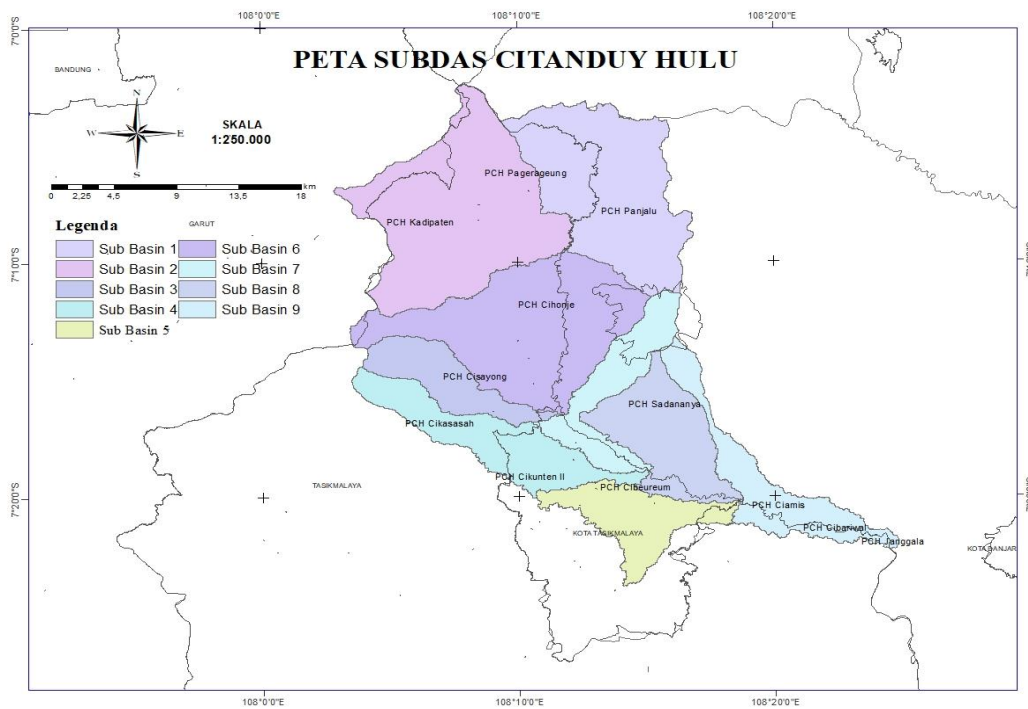 108°0'0"E 108°10'0"E 108°20'0"E
7°0'0"S
PETA SUBDAS CITANDUY HULU
BANDUNG
N
W E
S
SKALA
1:250.000
km
0 2,25 4,5 9 13,5 18
Legenda
GARUT
Sub Basin 1
Sub Basin 2
Sub Basin 3
Sub Basin 4
Sub Basin 5
Sub Basin 6
Sub Basin 7
Sub Basin 8
Sub Basin 9
PCH Pagerageung
PCH Panjalu
PCH Kadipaten
7°10'0"S
PCH Cihonje
PCH Cisayong
PCH Sadananya
PCH Cikasasah
PCH Cikunten II
PCH Cibeureum
TASIKMALAYA
7°20'0"S
PCH Ciamis
KOTA TASIKMALAYA
PCH Cibariwal
PCH Janggala
KOTA BANJAR
108°0'0"E 108°10'0"E 108°20'0"E